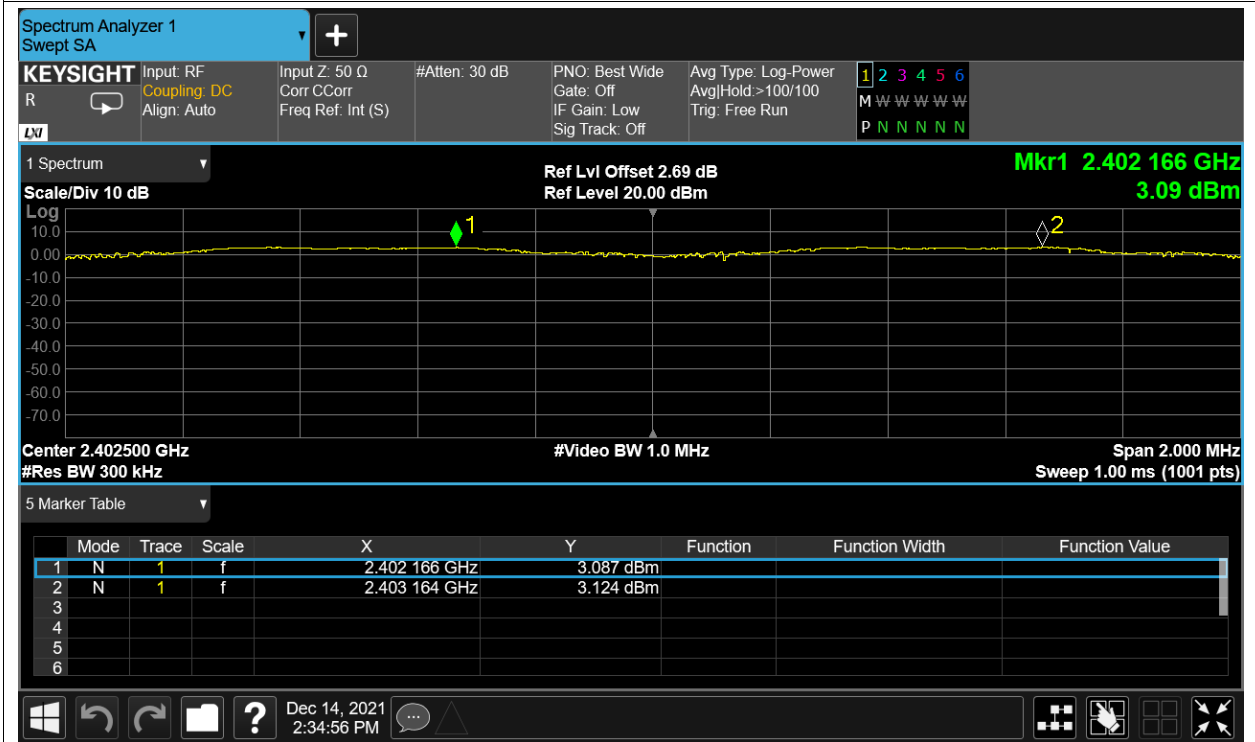 Spectrum Analyzer 1
Swept SA
+
KEYSIGHT Input: RF Input Z: 50 Ω #Atten: 30 dB PNO: Best Wide Avg Type: Log-Power 1 2 3 4 5 6
R Coupling: DC Corr CCorr Gate: Off Avg|Hold:>100/100 M W W W W W
Align: Auto Freq Ref: Int (S) IF Gain: Low Trig: Free Run
LXI Sig Track: Off P N N N N N
1 Spectrum Ref Lvl Offset 2.69 dB Mkr1 2.402 166 GHz
Scale/Div 10 dB Ref Level 20.00 dBm 3.09 dBm
Log
1 2
10.0
0.00
-10.0
-20.0
-30.0
-40.0
-50.0
-60.0
-70.0
Center 2.402500 GHz #Video BW 1.0 MHz Span 2.000 MHz
#Res BW 300 kHz Sweep 1.00 ms (1001 pts)
5 Marker Table
Mode Trace Scale X Y Function Function Width Function Value
1 N 1 f 2.402 166 GHz 3.087 dBm
2 N 1 f 2.403 164 GHz 3.124 dBm
3
4
5
6
? Dec 14, 2021
2:34:56 PM